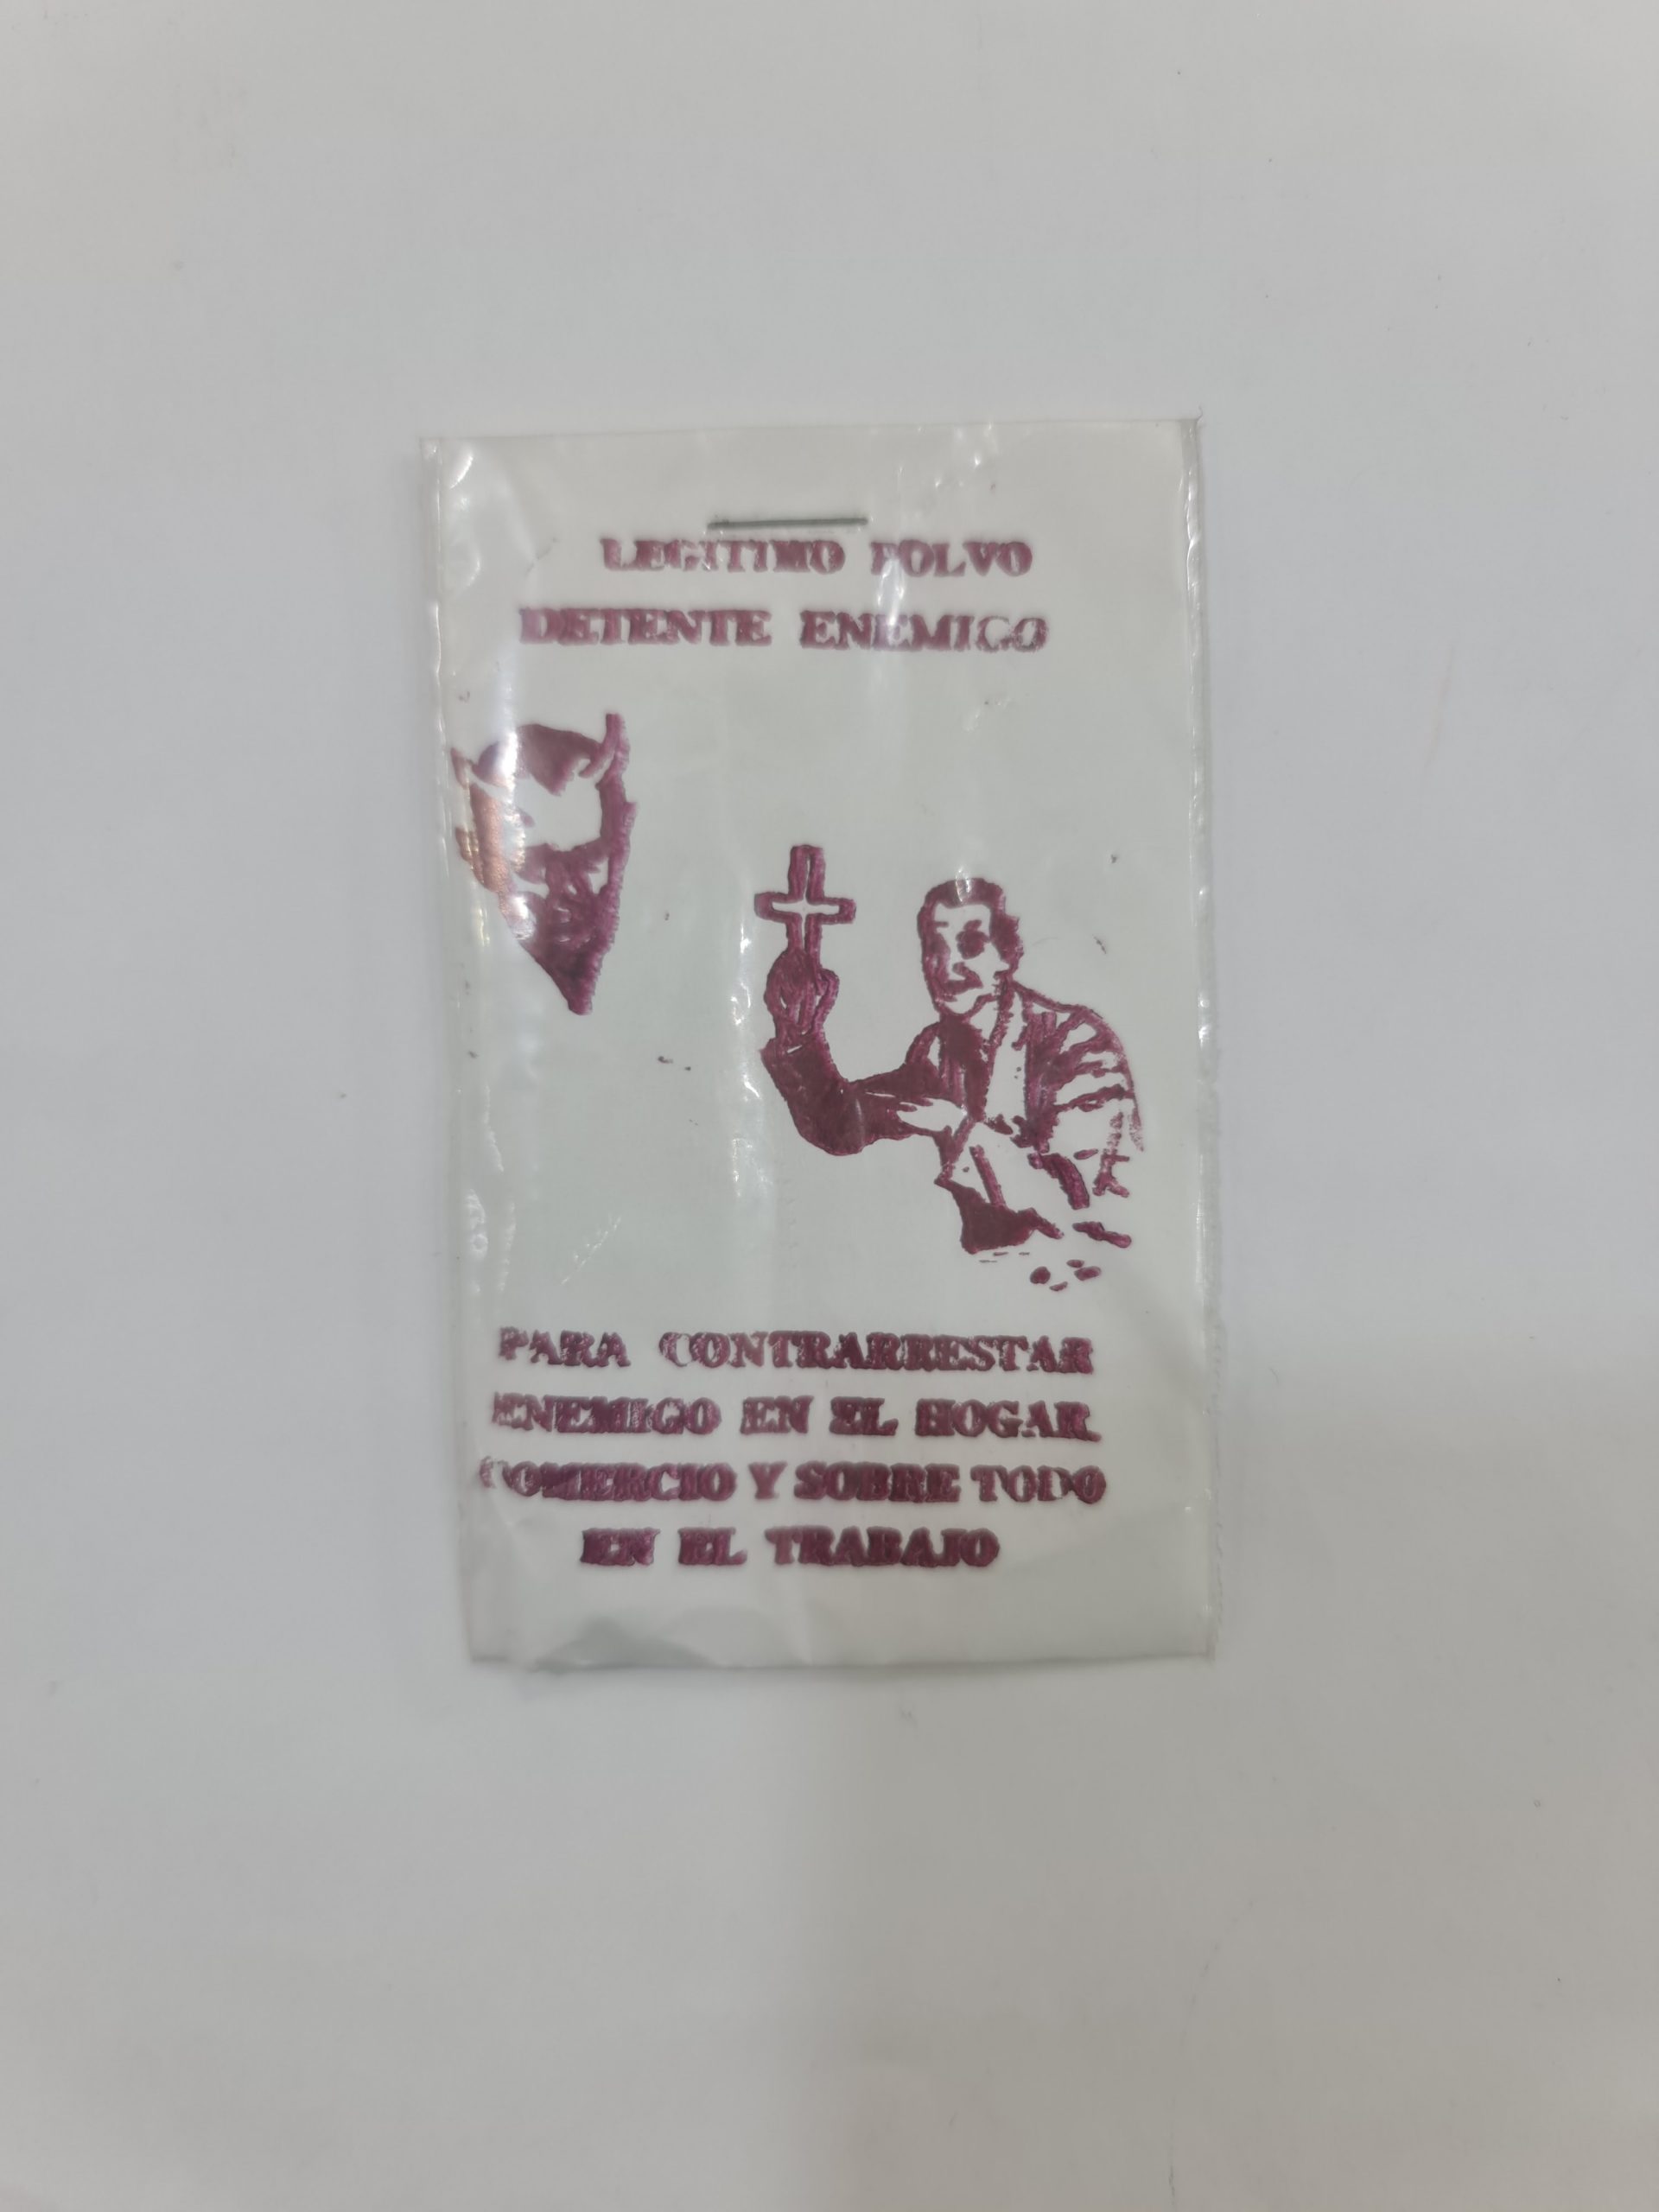 LEGITIMO POLVO
DETENTE ENEMIGO
PARA CONTRARRESTAR
ENEMIGO EN EL HOGAR
COMERCIO Y SOBRE TODO
EN EL TRABAJO